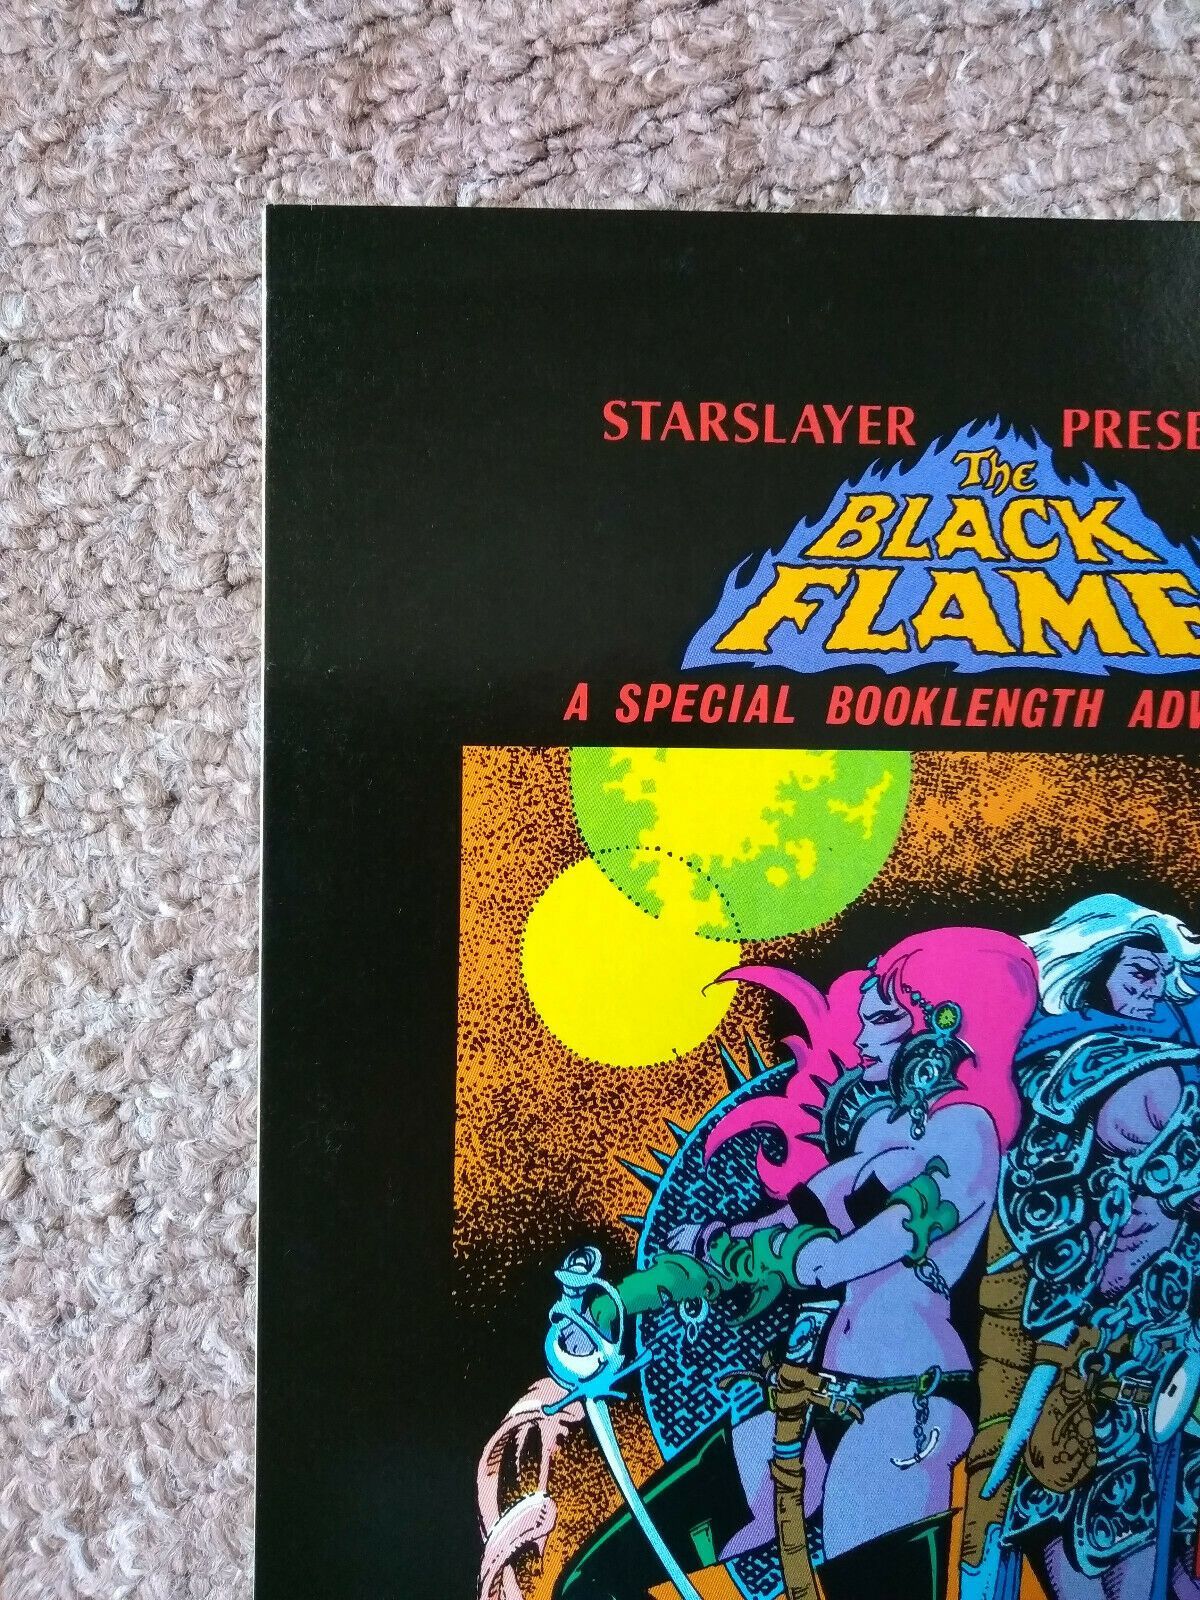 STARSLAYER PRESE
The
BLACK
FLAME
A SPECIAL BOOKLENGTH ADV